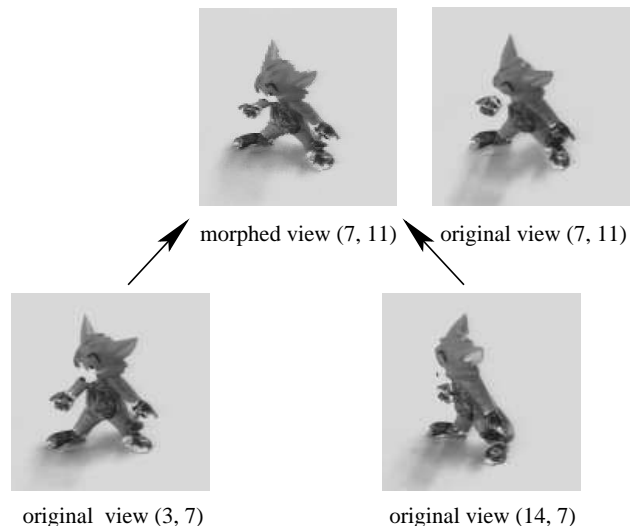 morphed view (7, 11)
original view (7, 11)
original view (3, 7)
original view (14, 7)